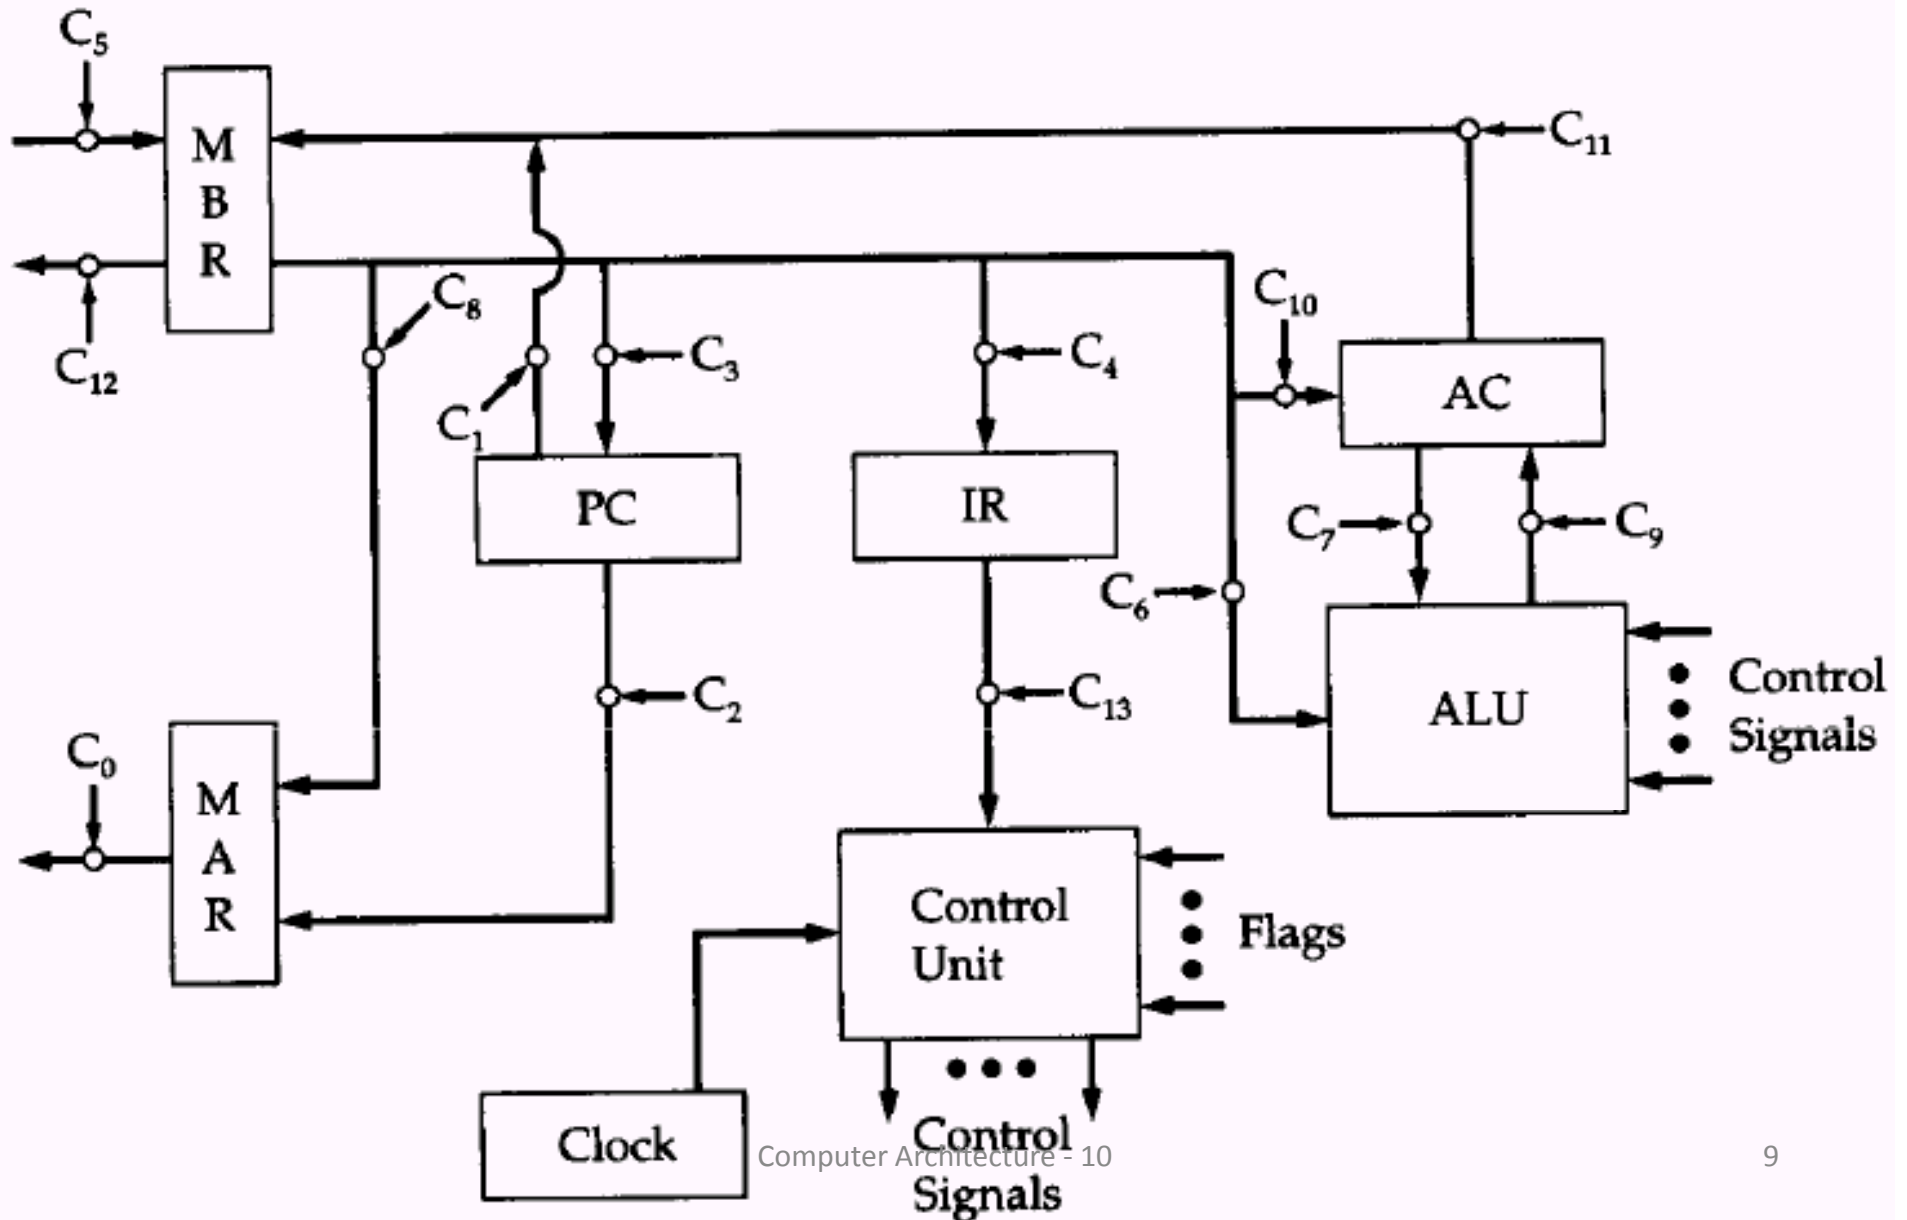 C5
M
B
R
C11
C12
C8
C10
C1
C3
C4
AC
PC
IR
C7
C9
C6
C2
C13
ALU
Control
Signals
C0
M
A
R
Control
Unit
Flags
Clock
Control
Signals
Computer Architecture - 10
9